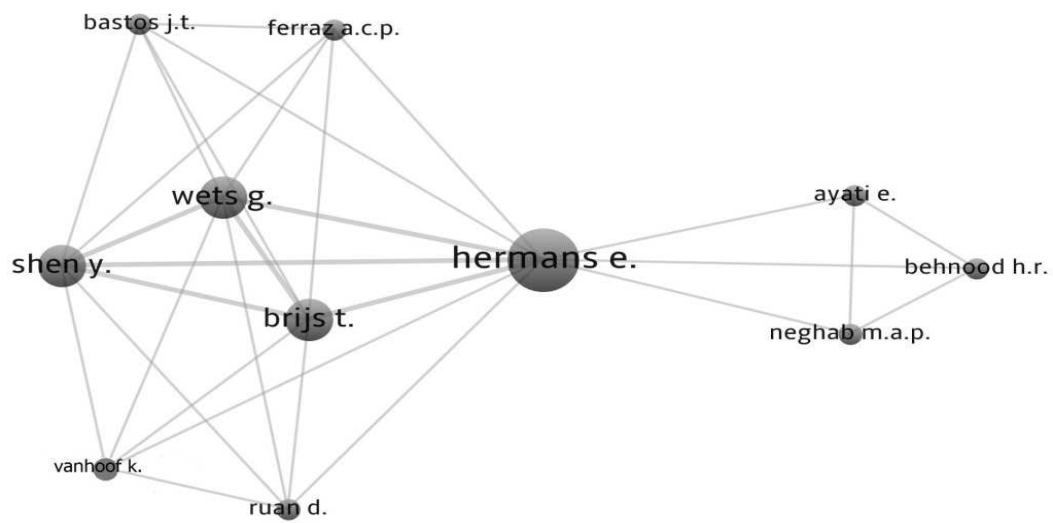 bastos j.t.
ferraz a.c.p.
wets g.
ayati e.
shen y.
hermans e.
behnood h.r.
brijs t.
neghab m.a.p.
vanhoof k.
ruan d.